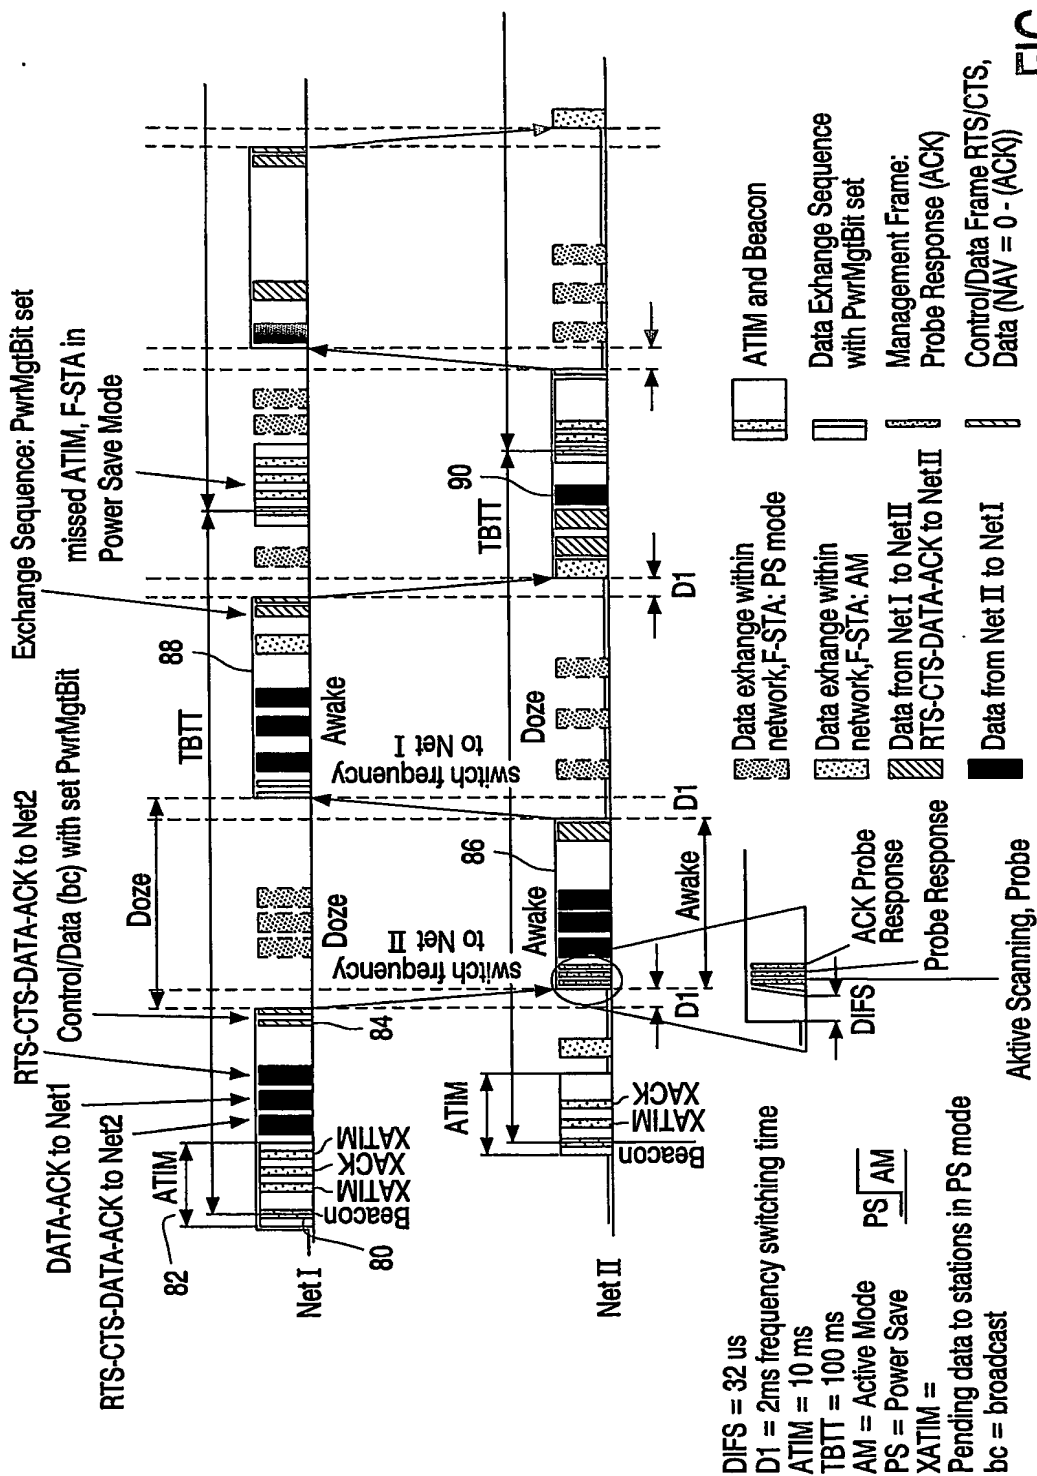 Exchange Sequence: PwrMgtBit set
missed ATIM, F-STA in
Power Save Mode
RTS-CTS-DATA-ACK to Net2
Control/Data (bc) with set PwrMgtBit
DATA-ACK to Net1
RTS-CTS-DATA-ACK to Net2
82
ATIM
TBTT
Doze
88
84
80
Beacon
XATIM
XACK
XATIM
Doze
Awake
Net I
switch frequency
to Net II
switch frequency
to Net I
TBTT
ATIM
Beacon
XATIM
XACK
Awake
86
Doze
90
Net II
D1
Awake
D1
D1
DIFS
ACK Probe
Response
Probe Response
Aktive Scanning, Probe
DIFS = 32 us
D1 = 2ms frequency switching time
ATIM = 10 ms
TBTT = 100 ms
AM = Active Mode
PS = Power Save
XATIM =
Pending data to stations in PS mode
bc = broadcast
PS
AM
Data exhange within
network,F-STA: PS mode
Data exhange within
network,F-STA: AM
Data from Net I to Net II
RTS-CTS-DATA-ACK to Net II
Data from Net II to Net I
ATIM and Beacon
Data Exhange Sequence
with PwrMgtBit set
Management Frame:
Probe Response (ACK)
Control/Data Frame RTS/CTS,
Data (NAV = 0 - (ACK))